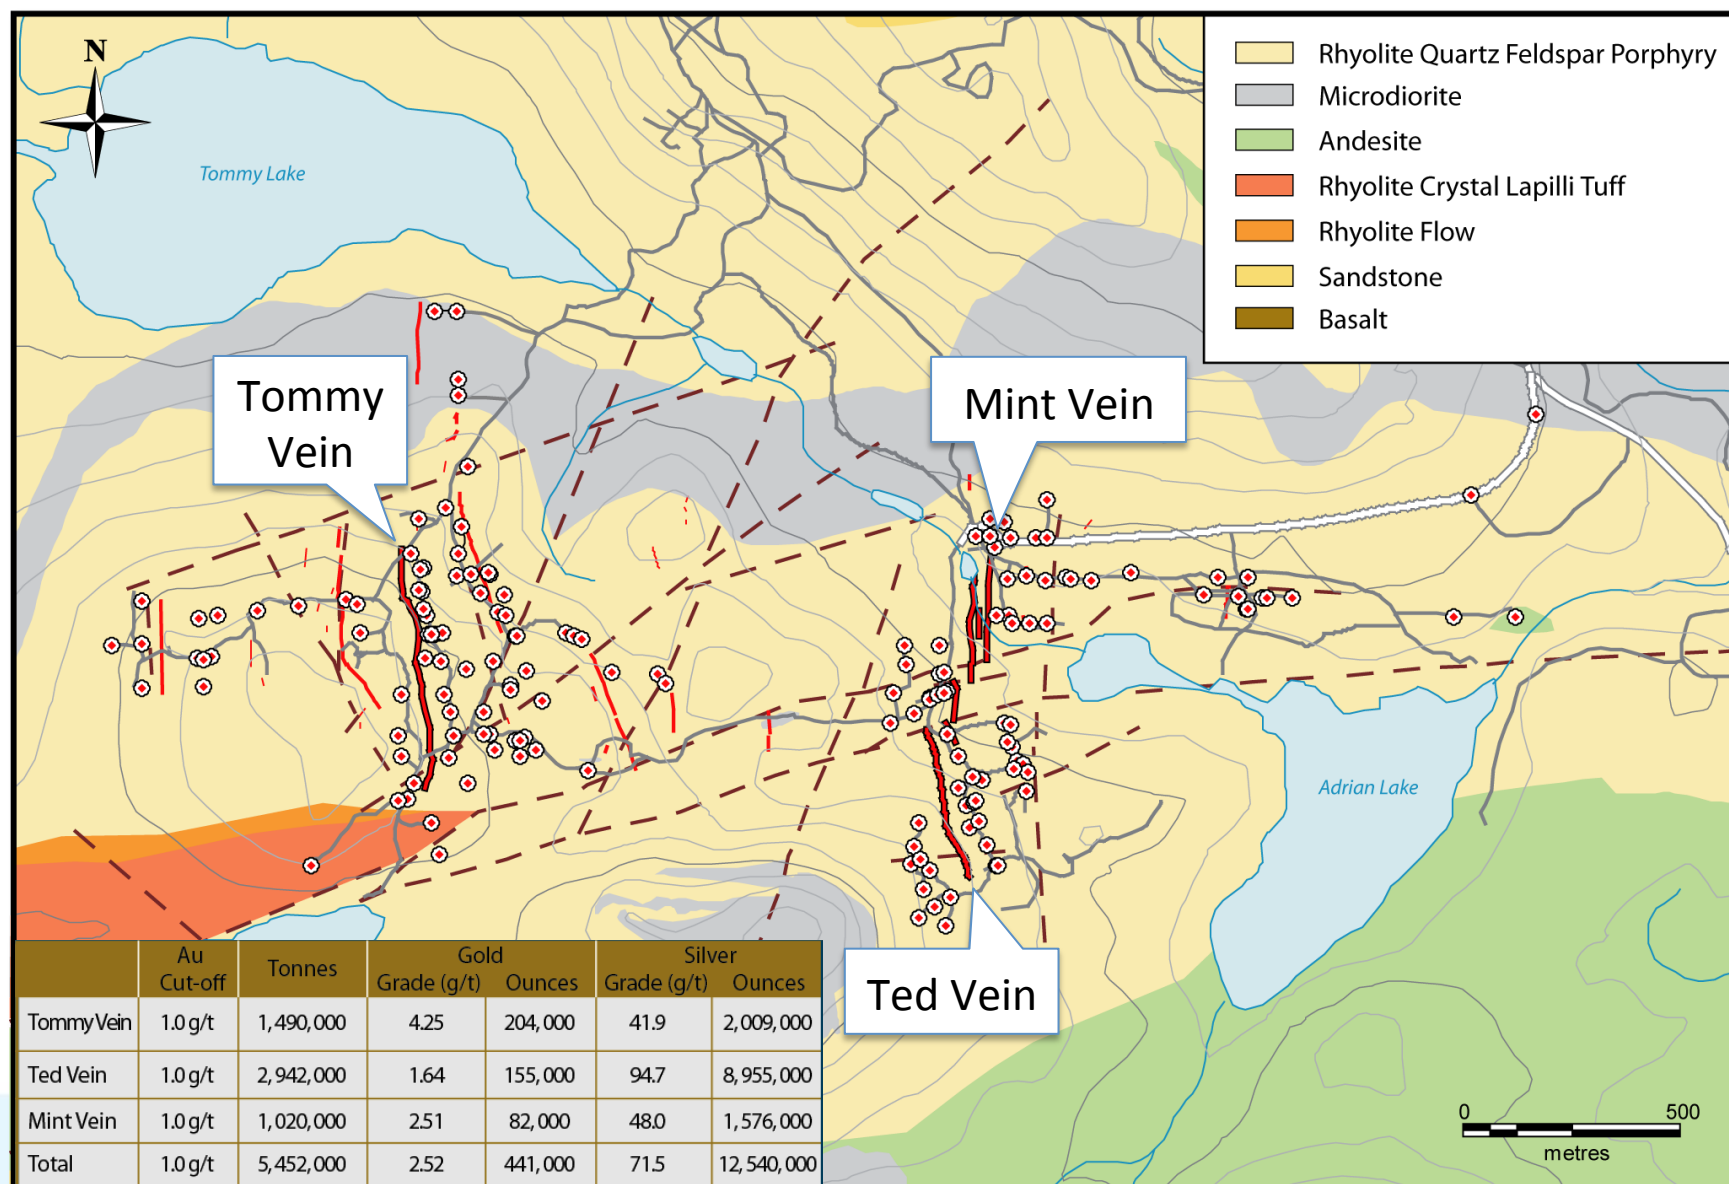 N
Tommy Lake
Rhyolite Quartz Feldspar Porphyry
Microdiorite
Andesite
Rhyolite Crystal Lapilli Tuff
Rhyolite Flow
Sandstone
Basalt
Tommy
Vein
Mint Vein
Adrian Lake
Ted Vein
Au Cut-off Tonnes Gold Silver
Grade (g/t) Ounces Grade (g/t) Ounces
Tommy Vein 1.0 g/t 1,490,000 4.25 204,000 41.9 2,009,000
Ted Vein 1.0 g/t 2,942,000 1.64 155,000 94.7 8,955,000
Mint Vein 1.0 g/t 1,020,000 2.51 82,000 48.0 1,576,000
Total 1.0 g/t 5,452,000 2.52 441,000 71.5 12,540,000
0 500
metres